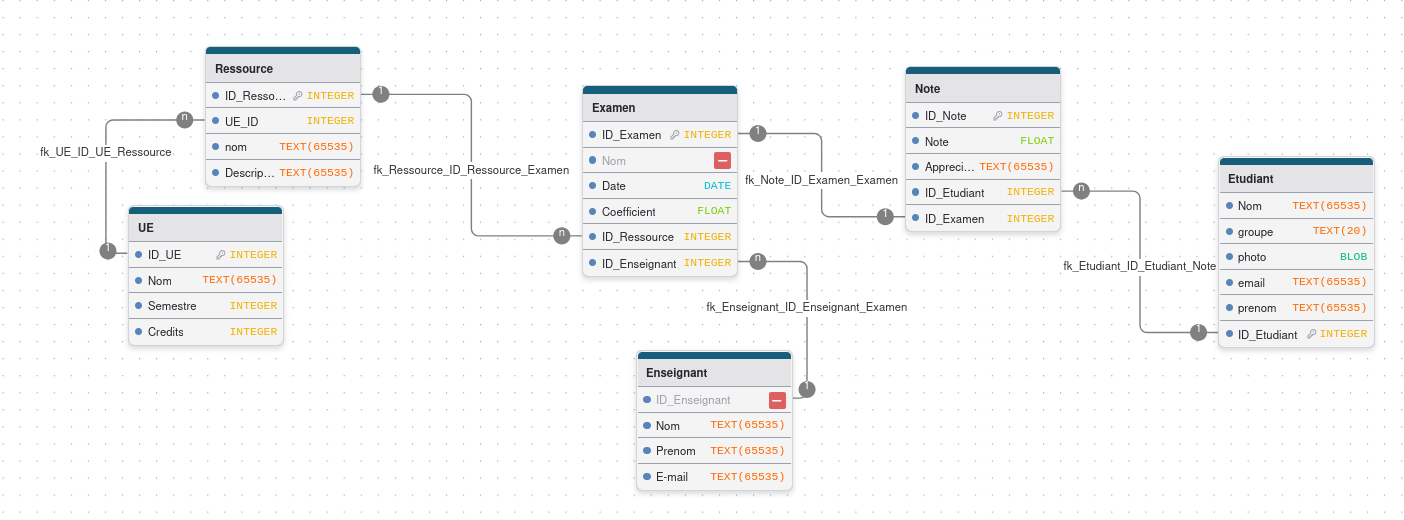 Ressource
ID_Resso... INTEGER
UE_ID INTEGER
nom TEXT(65535)
Descrip... TEXT(65535)
fk_UE_ID_UE_Ressource
n
1
UE
ID_UE INTEGER
Nom TEXT(65535)
Semestre INTEGER
Credits INTEGER
1
fk_Ressource_ID_Ressource_Examen
n
Examen
ID_Examen INTEGER
Nom
Date DATE
Coefficient FLOAT
ID_Ressource INTEGER
ID_Enseignant INTEGER
1
fk_Note_ID_Examen_Examen
1
n
fk_Enseignant_ID_Enseignant_Examen
1
Enseignant
ID_Enseignant
Nom TEXT(65535)
Prenom TEXT(65535)
E-mail TEXT(65535)
Note
ID_Note INTEGER
Note FLOAT
Appreci... TEXT(65535)
ID_Etudiant INTEGER
ID_Examen INTEGER
n
fk_Etudiant_ID_Etudiant_Note
1
Etudiant
Nom TEXT(65535)
groupe TEXT(20)
photo BLOB
email TEXT(65535)
prenom TEXT(65535)
ID_Etudiant INTEGER